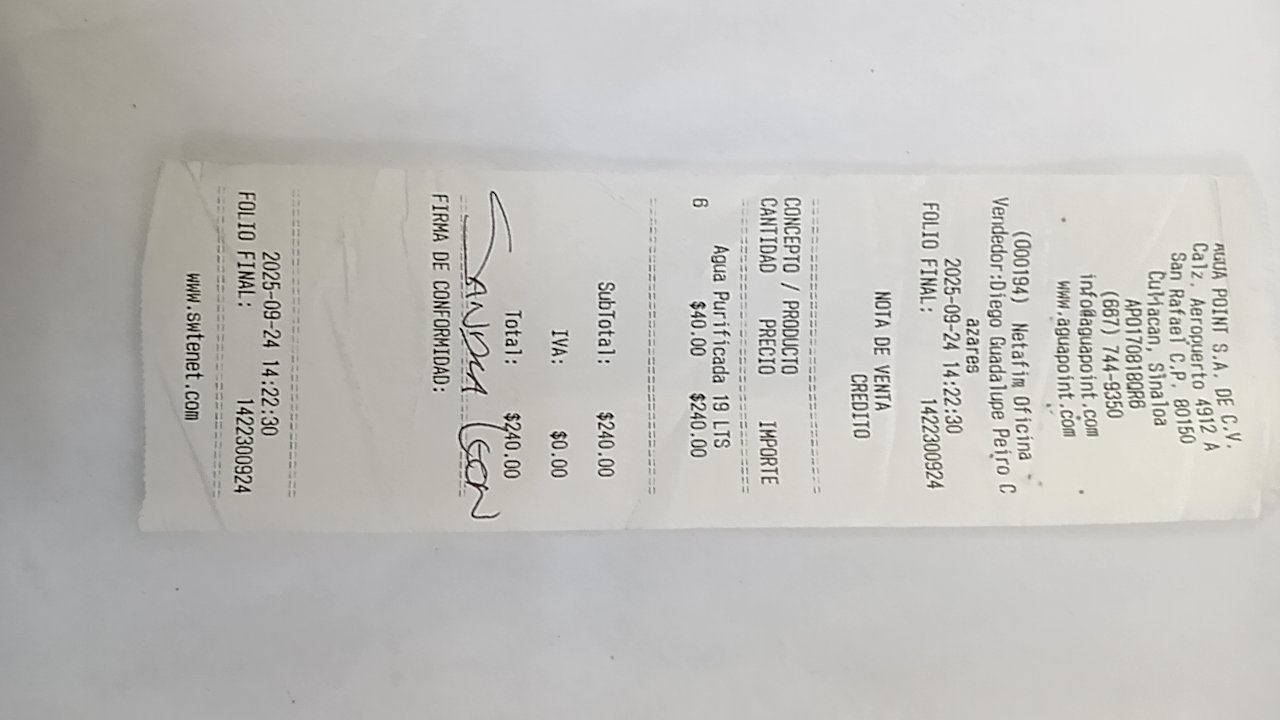 AGUA POINT S.A. DE C.V.
Calz. Aeropuerto 4912 A
San Rafael C.P. 80150
Culiacan, SInaloa
APO170818QR6
(667) 744-9350
info@aguapoint.com
www.aguapoint.com
(000194) Netafim Oficina
Vendedor:Diego Guadalupe Peiro C
azares
2025-09-24 14:22:30
FOLIO FINAL: 1422300924
NOTA DE VENTA
CREDITO
CONCEPTO / PRODUCTO
CANTIDAD PRECIO IMPORTE
Agua Purificada 19 LTS
6 $40.00 $240.00
SubTotal: $240.00
IVA: $0.00
Total: $240.00
SANDRA LEON
FIRMA DE CONFORMIDAD:
2025-09-24 14:22:30
FOLIO FINAL: 1422300924
www.swtenet.com